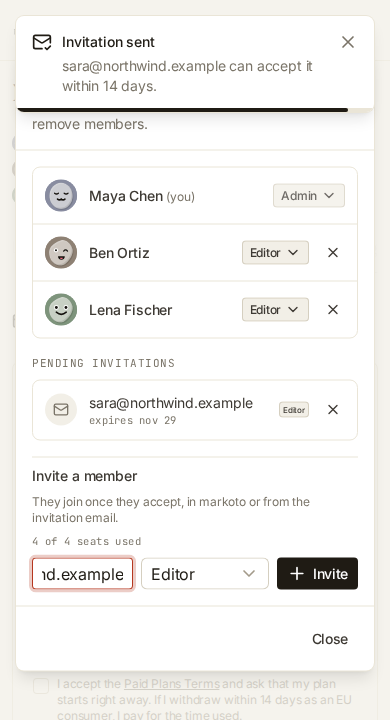 Invitation sent
sara@northwind.example can accept it
within 14 days.
remove members.
Maya Chen (you)
Admin
Ben Ortiz
Editor
Lena Fischer
Editor
PENDING INVITATIONS
sara@northwind.example
Editor
expires nov 29
Invite a member
They join once they accept, in markoto or from the
invitation email.
4 of 4 seats used
nd.example
Editor
Invite
Close
I accept the Paid Plans Terms and ask that my plan
starts right away. If I withdraw within 14 days as an EU
consumer, I pay for the time used.